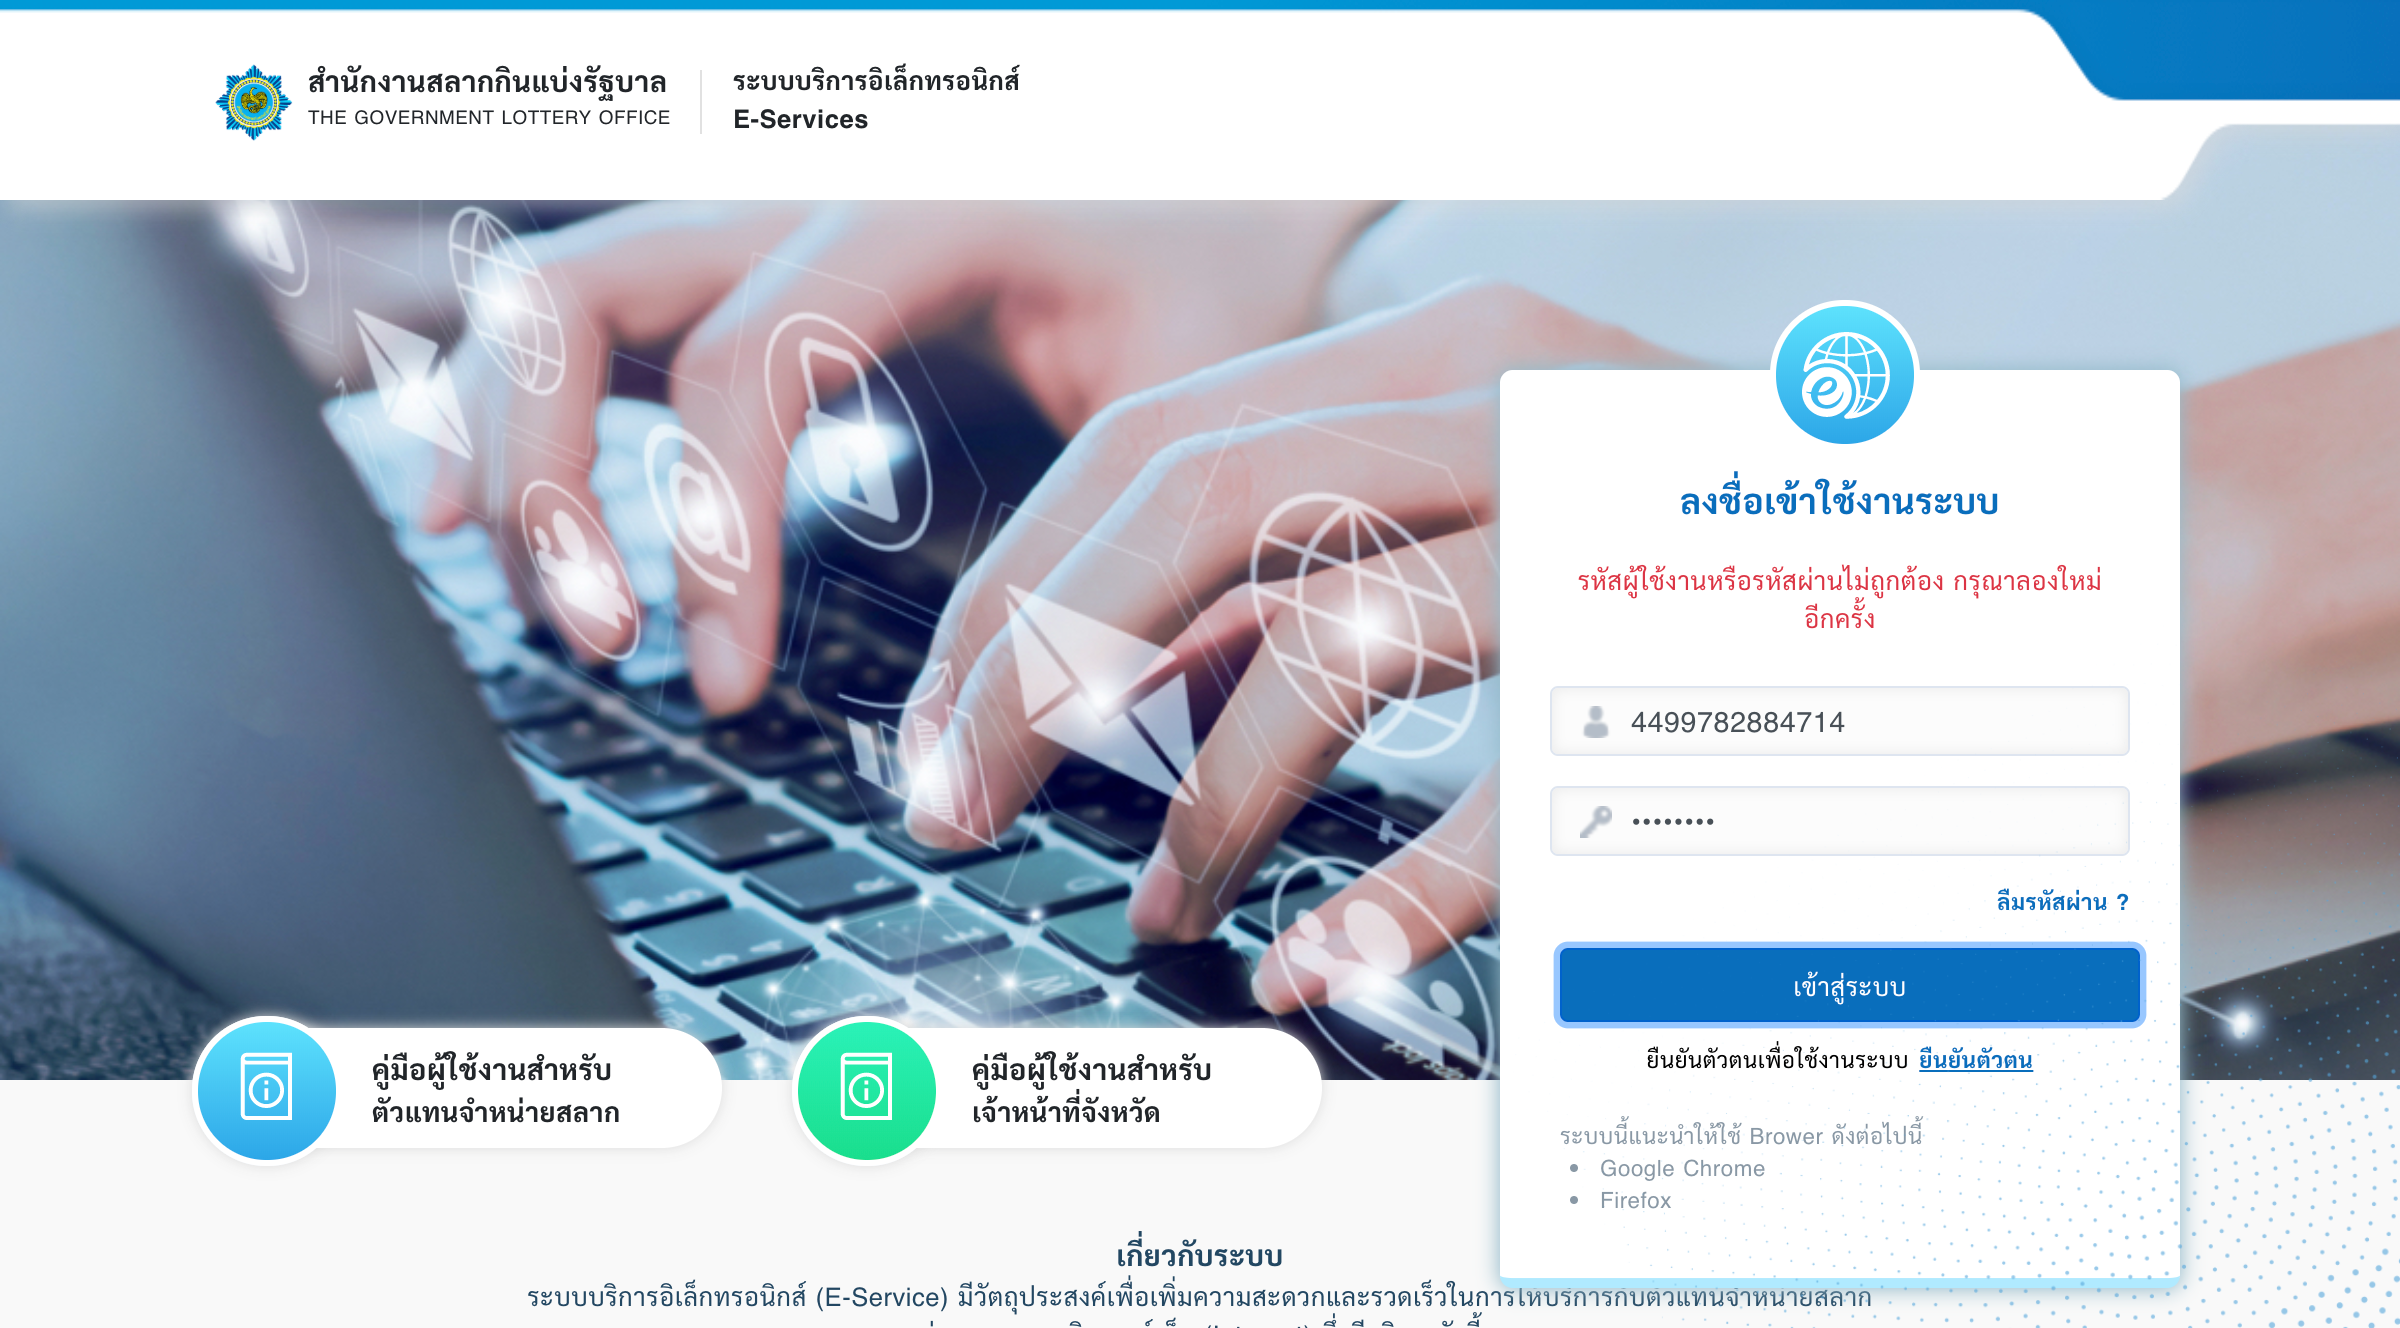 สำนักงานสลากกินแบ่งรัฐบาล
THE GOVERNMENT LOTTERY OFFICE
ระบบบริการอิเล็กทรอนิกส์
E-Services
ลงชื่อเข้าใช้งานระบบ
รหัสผู้ใช้งานหรือรหัสผ่านไม่ถูกต้อง กรุณาลองใหม่
อีกครั้ง
4499782884714
••••••••
ลืมรหัสผ่าน ?
เข้าสู่ระบบ
ยืนยันตัวตนเพื่อใช้งานระบบ ยืนยันตัวตน
ระบบนี้แนะนำให้ใช้ Brower ดังต่อไปนี้
• Google Chrome
• Firefox
คู่มือผู้ใช้งานสำหรับ
ตัวแทนจำหน่ายสลาก
คู่มือผู้ใช้งานสำหรับ
เจ้าหน้าที่จังหวัด
เกี่ยวกับระบบ
ระบบบริการอิเล็กทรอนิกส์ (E-Service) มีวัตถุประสงค์เพื่อเพิ่มความสะดวกและรวดเร็วในการให้บริการกับตัวแทนจำหน่ายสลาก